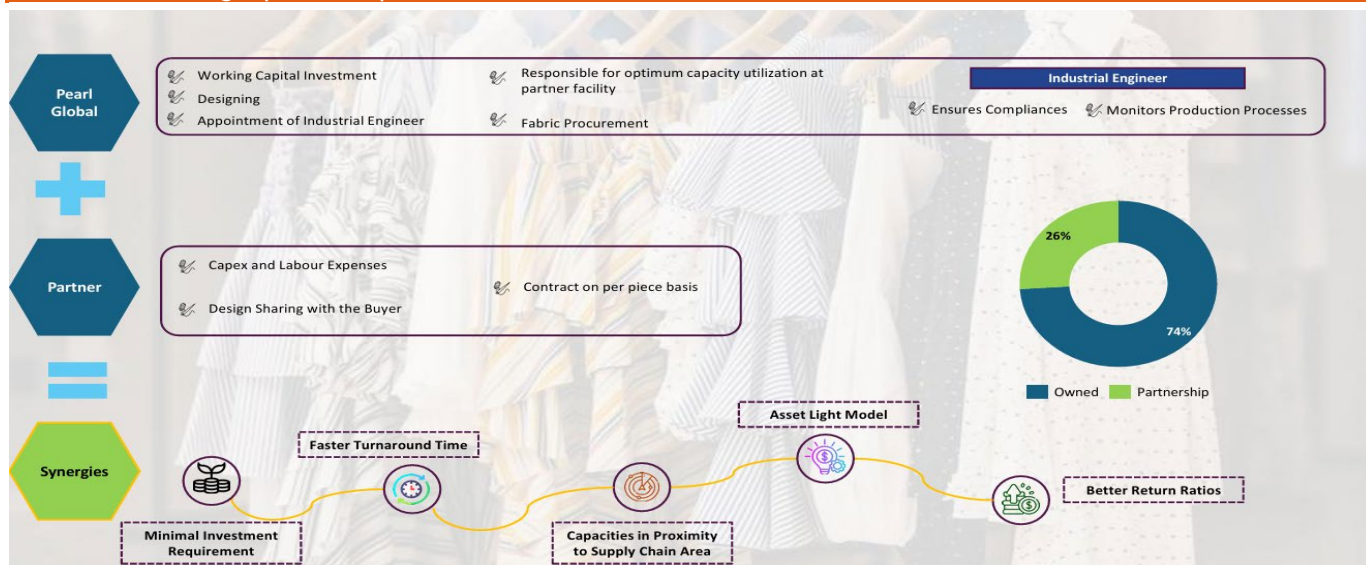 Pearl
Global
Working Capital Investment
Designing
Appointment of Industrial Engineer
Responsible for optimum capacity utilization at
partner facility
Fabric Procurement
Industrial Engineer
Ensures Compliances
Monitors Production Processes
Partner
Capex and Labour Expenses
Design Sharing with the Buyer
Contract on per piece basis
26%
74%
Owned
Partnership
Synergies
Minimal Investment
Requirement
Faster Turnaround Time
Capacities in Proximity
to Supply Chain Area
Asset Light Model
Better Return Ratios